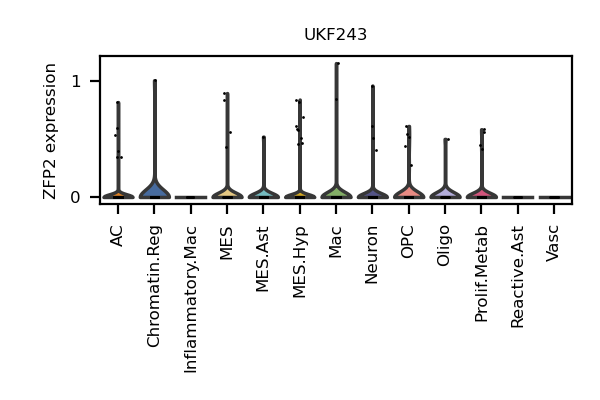 UKF243
ZFP2 expression
1
0
AC
Chromatin.Reg
Inflammatory.Mac
MES
MES.Ast
MES.Hyp
Mac
Neuron
OPC
Oligo
Prolif.Metab
Reactive.Ast
Vasc